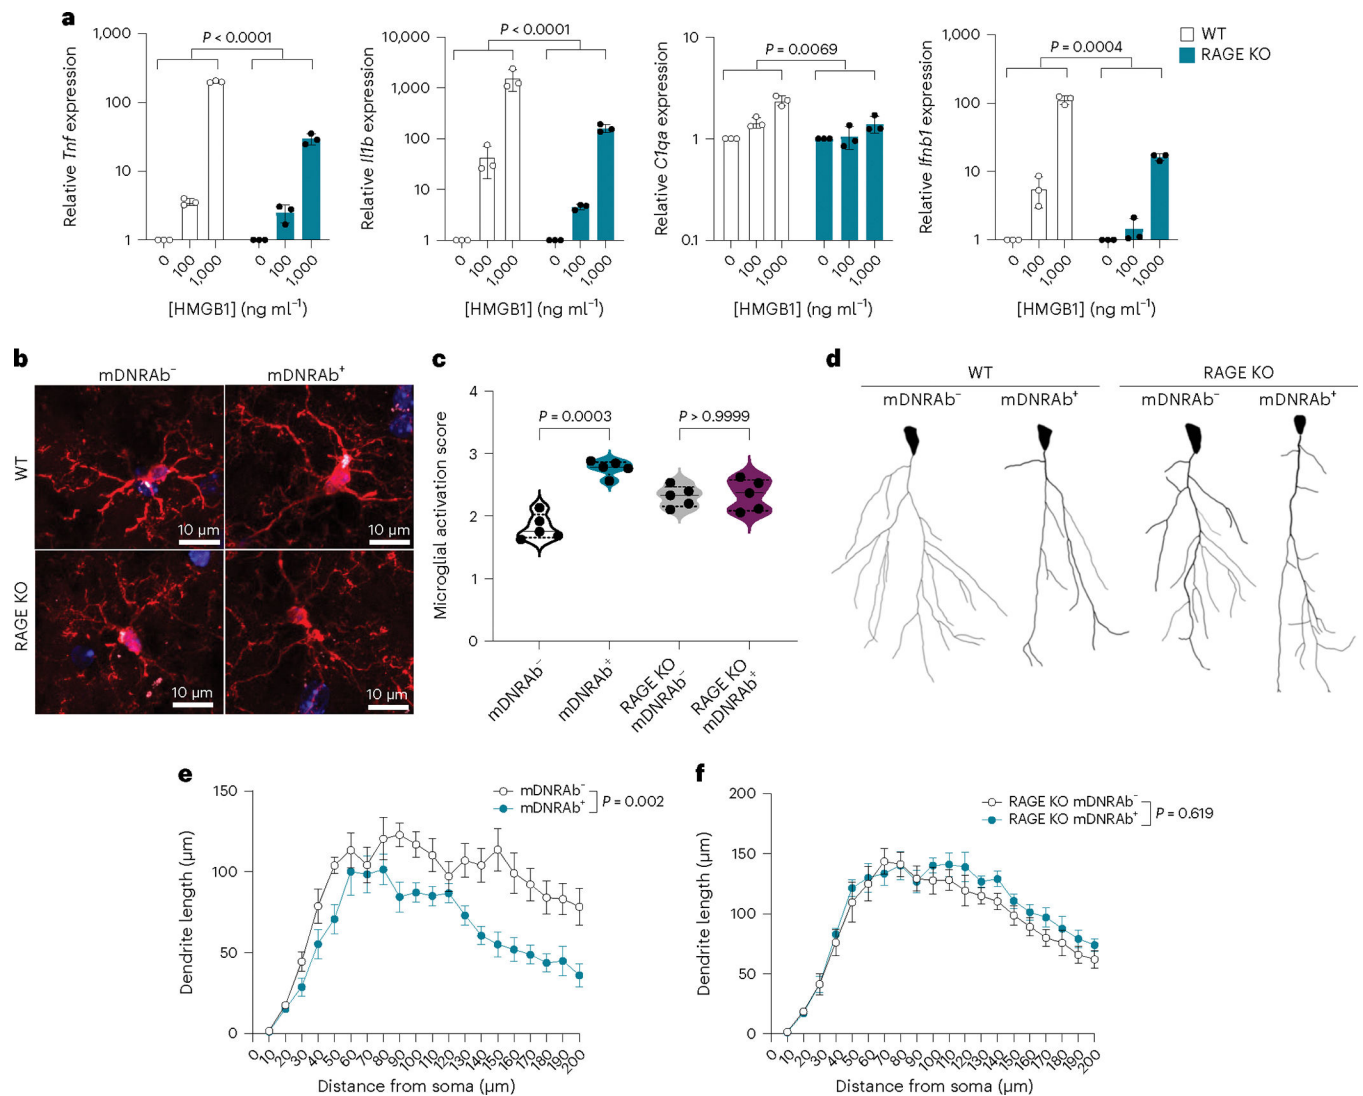 a
WT
RAGE KO
Relative Tnf expression
1,000
100
10
1
P < 0.0001
0
100
1,000
0
100
1,000
[HMGB1] (ng ml⁻¹)
Relative Il1b expression
10,000
1,000
100
10
1
P < 0.0001
0
100
1,000
0
100
1,000
[HMGB1] (ng ml⁻¹)
Relative C1qa expression
10
1
0.1
P = 0.0069
0
100
1,000
0
100
1,000
[HMGB1] (ng ml⁻¹)
Relative Ifnb1 expression
1,000
100
10
1
P = 0.0004
0
100
1,000
0
100
1,000
[HMGB1] (ng ml⁻¹)
b
mDNRAb⁻
mDNRAb⁺
WT
10 µm
10 µm
RAGE KO
10 µm
10 µm
c
Microglial activation score
4
3
2
1
0
P = 0.0003
P > 0.9999
mDNRAb⁻
mDNRAb⁺
RAGE KO
mDNRAb⁻
RAGE KO
mDNRAb⁺
d
WT
RAGE KO
mDNRAb⁻
mDNRAb⁺
mDNRAb⁻
mDNRAb⁺
e
Dendrite length (µm)
150
100
50
0
mDNRAb⁻
mDNRAb⁺
P = 0.002
0
10
20
30
40
50
60
70
80
90
100
110
120
130
140
150
160
170
180
190
200
Distance from soma (µm)
f
Dendrite length (µm)
200
150
100
50
0
RAGE KO mDNRAb⁻
RAGE KO mDNRAb⁺
P = 0.619
0
10
20
30
40
50
60
70
80
90
100
110
120
130
140
150
160
170
180
190
200
Distance from soma (µm)